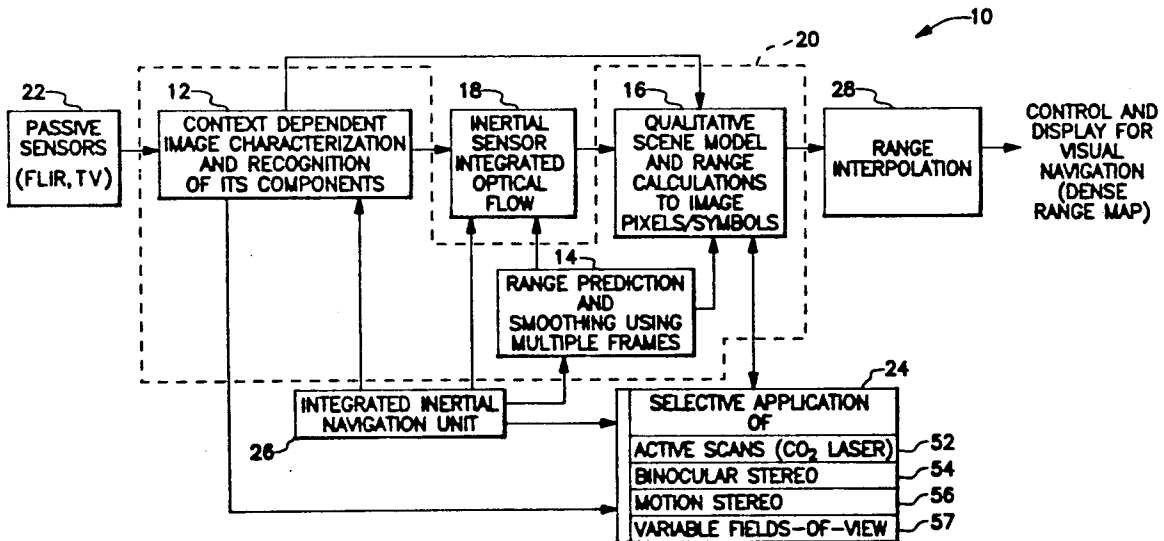 10
20
22
PASSIVE
SENSORS
(FLIR, TV)
12
CONTEXT DEPENDENT
IMAGE CHARACTERIZATION
AND RECOGNITION
OF ITS COMPONENTS
18
INERTIAL
SENSOR
INTEGRATED
OPTICAL
FLOW
16
QUALITATIVE
SCENE MODEL
AND RANGE
CALCULATIONS
TO IMAGE
PIXELS/SYMBOLS
28
RANGE
INTERPOLATION
CONTROL AND
DISPLAY FOR
VISUAL
NAVIGATION
(DENSE
RANGE MAP)
14
RANGE PREDICTION
AND
SMOOTHING USING
MULTIPLE FRAMES
INTEGRATED INERTIAL
NAVIGATION UNIT
26
24
SELECTIVE APPLICATION
OF
ACTIVE SCANS (CO2 LASER)
52
BINOCULAR STEREO
54
MOTION STEREO
56
VARIABLE FIELDS-OF-VIEW
57